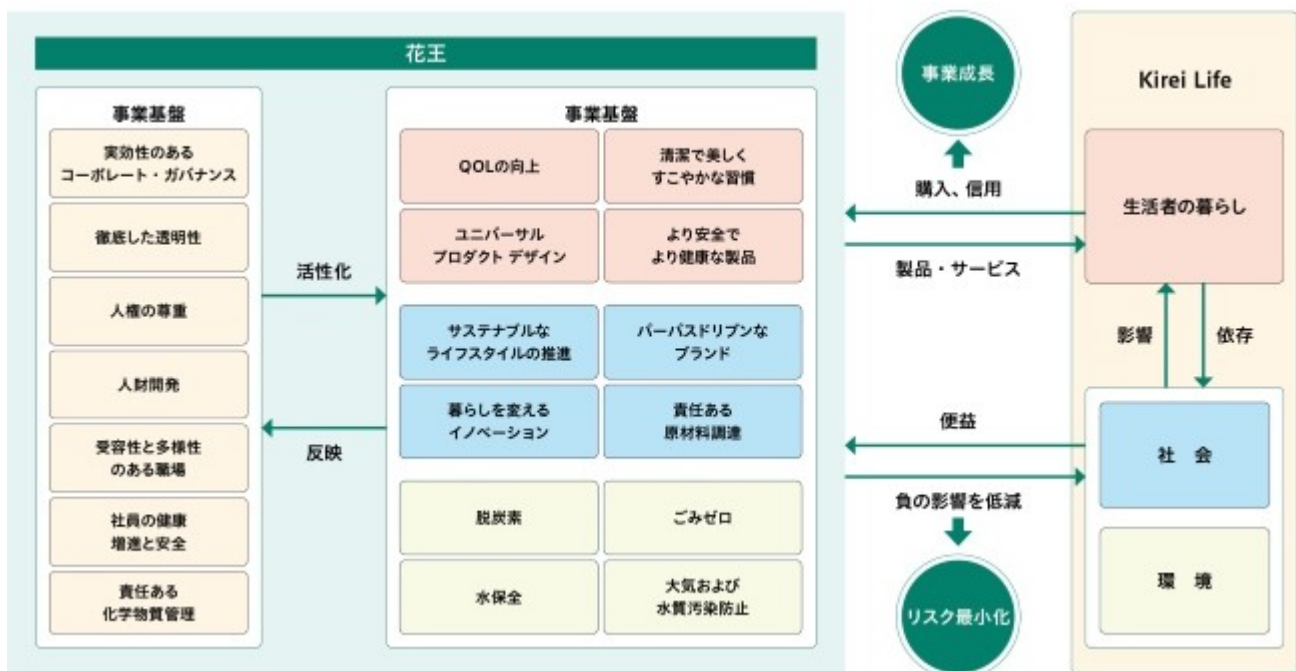 花王
事業基盤
実効性のある
コーポレート・ガバナンス
徹底した透明性
人権の尊重
人財開発
受容性と多様性
のある職場
社員の健康
増進と安全
責任ある
化学物質管理
活性化
反映
事業基盤
QOLの向上
清潔で美しく
すこやかな習慣
ユニバーサル
プロダクト デザイン
より安全で
より健康な製品
サステナブルな
ライフスタイルの推進
パーパスドリブンな
ブランド
暮らしを変える
イノベーション
責任ある
原材料調達
脱炭素
ごみゼロ
水保全
大気および
水質汚染防止
事業成長
購入、信用
製品・サービス
便益
負の影響を低減
リスク最小化
Kirei Life
生活者の暮らし
影響
依存
社 会
環 境